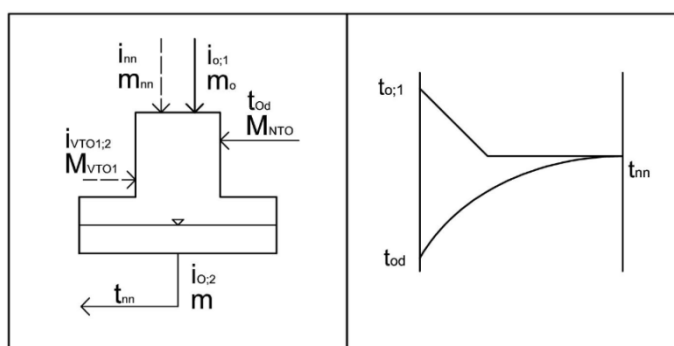 inn
mnn
io;1
mo
tOd
MNTO
iVTO1;2
MVTO1
iO;2
m
tnn
to;1
tnn
tod